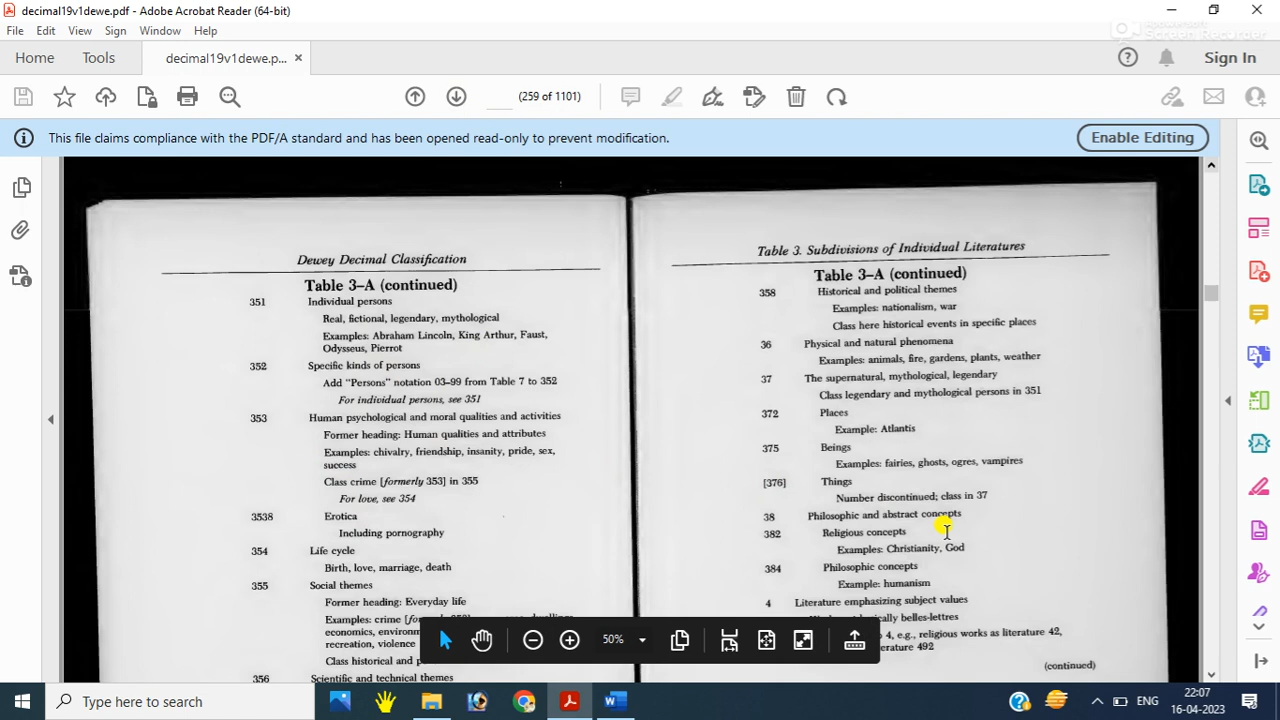 decimal19v1dewe.pdf - Adobe Acrobat Reader (64-bit)
File Edit View Sign Window Help
Screen Recorder
Home Tools decimal19v1dewe.p... × Sign In
(259 of 1101)
This file claims compliance with the PDF/A standard and has been opened read-only to prevent modification.
Enable Editing
Dewey Decimal Classification
Table 3–A (continued)
351 Individual persons
Real, fictional, legendary, mythological
Examples: Abraham Lincoln, King Arthur, Faust,
Odysseus, Pierrot
352 Specific kinds of persons
Add "Persons" notation 03–99 from Table 7 to 352
For individual persons, see 351
353 Human psychological and moral qualities and activities
Former heading: Human qualities and attributes
Examples: chivalry, friendship, insanity, pride, sex,
success
Class crime [formerly 353] in 355
For love, see 354
3538 Erotica
Including pornography
354 Life cycle
Birth, love, marriage, death
355 Social themes
Former heading: Everyday life
Examples: crime
economics, environm
recreation, violence
Class historical and p
356 Scientific and technical themes
Table 3. Subdivisions of Individual Literatures
Table 3–A (continued)
358 Historical and political themes
Examples: nationalism, war
Class here historical events in specific places
36 Physical and natural phenomena
Examples: animals, fire, gardens, plants, weather
37 The supernatural, mythological, legendary
Class legendary and mythological persons in 351
372 Places
Example: Atlantis
375 Beings
Examples: fairies, ghosts, ogres, vampires
[376] Things
Number discontinued; class in 37
38 Philosophic and abstract concepts
382 Religious concepts
Examples: Christianity, God
384 Philosophic concepts
Example: humanism
4 Literature emphasizing subject values
belles-lettres
4, e.g., religious works as literature 42,
erature 492
(continued)
50%
Type here to search
ENG
22:07
16-04-2023